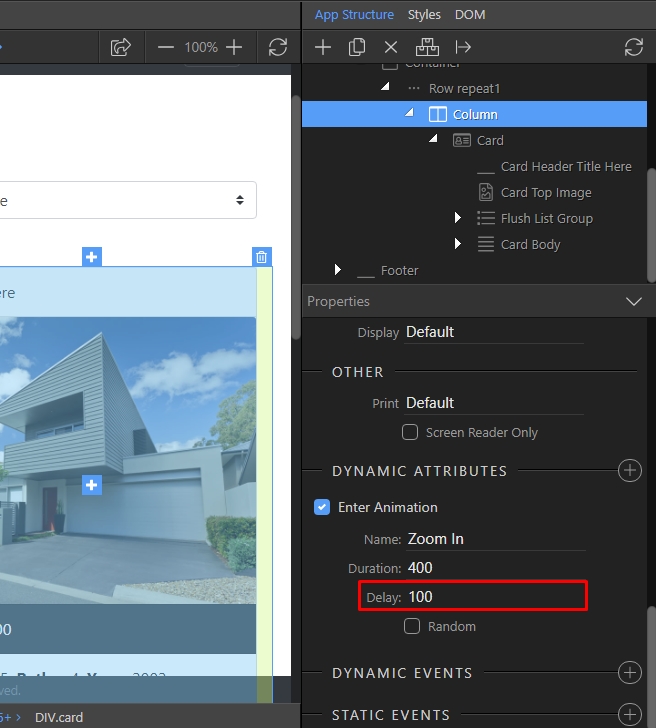 App Structure Styles DOM
100%
Container
Row repeat1
Column
Card
Card Header Title Here
Card Top Image
Flush List Group
Card Body
Footer
e
ere
00
2003
ved.
5+ DIV.card
Properties
Display Default
OTHER
Print Default
Screen Reader Only
DYNAMIC ATTRIBUTES
Enter Animation
Name: Zoom In
Duration: 400
Delay: 100
Random
DYNAMIC EVENTS
STATIC EVENTS